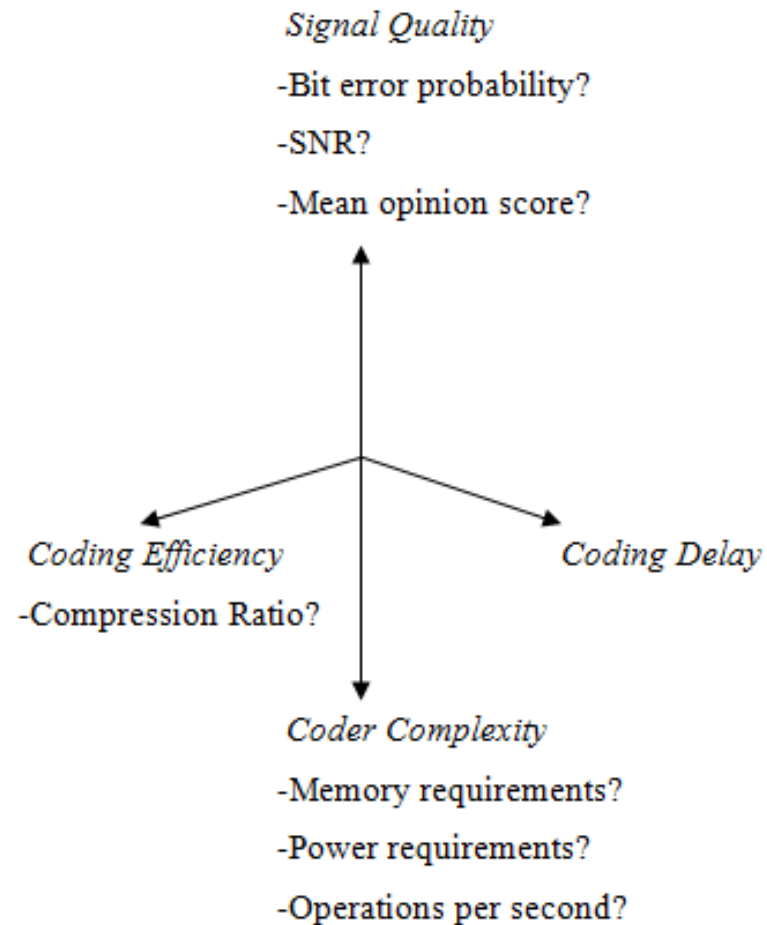 Signal Quality
-Bit error probability?
-SNR?
-Mean opinion score?
Coding Efficiency
-Compression Ratio?
Coding Delay
Coder Complexity
-Memory requirements?
-Power requirements?
-Operations per second?